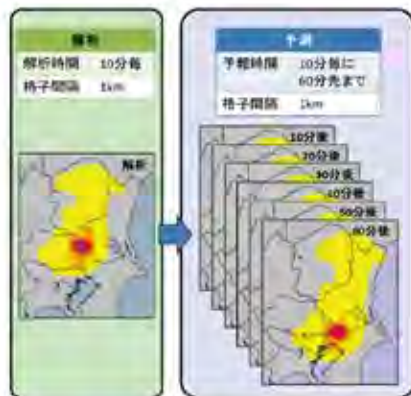 解析
解析時間 10分毎
格子間隔 1km
解析
予測
予報時間 10分毎に
60分先まで
格子間隔 1km
10分後
20分後
30分後
40分後
50分後
60分後